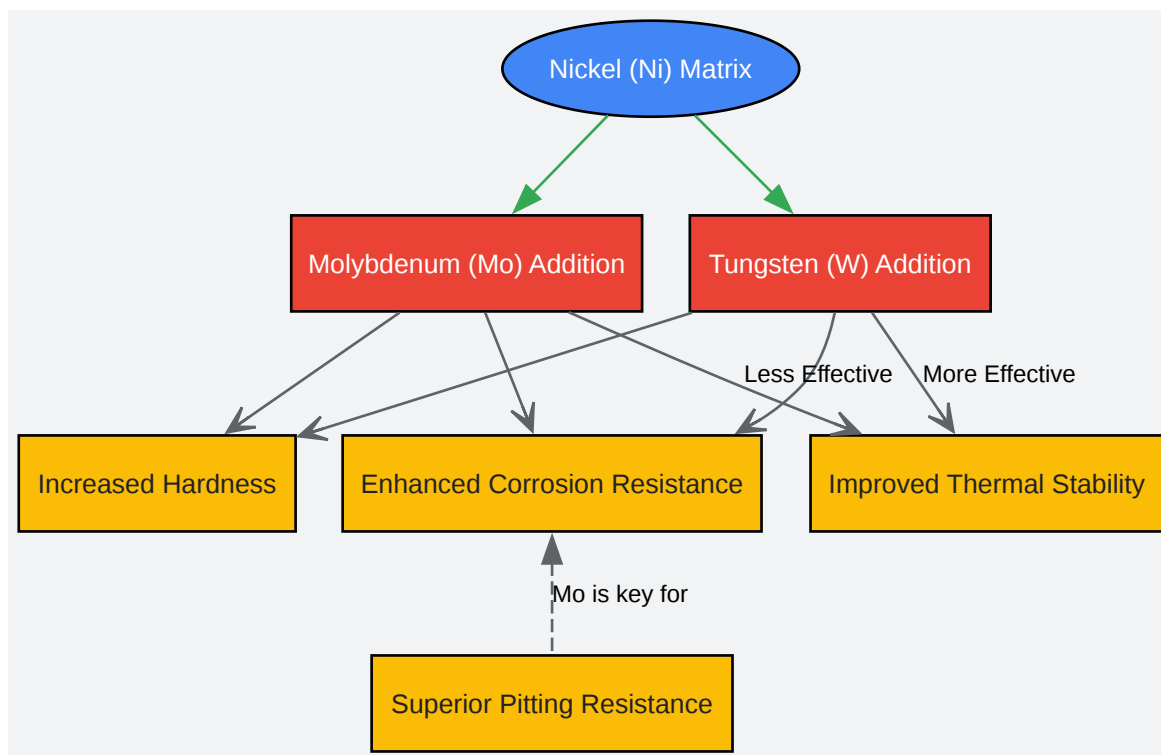 Nickel (Ni) Matrix
Molybdenum (Mo) Addition
Tungsten (W) Addition
Less Effective
More Effective
Increased Hardness
Enhanced Corrosion Resistance
Improved Thermal Stability
Mo is key for
Superior Pitting Resistance